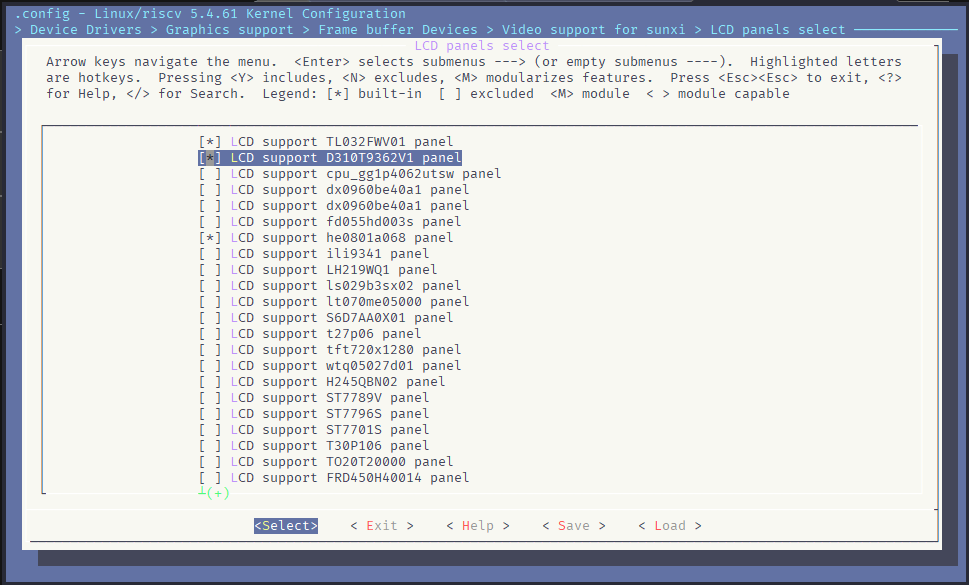 .config - Linux/riscv 5.4.61 Kernel Configuration
> Device Drivers > Graphics support > Frame buffer Devices > Video support for sunxi > LCD panels select
LCD panels select
Arrow keys navigate the menu.  <Enter> selects submenus ---> (or empty submenus ----).  Highlighted letters
are hotkeys.  Pressing <Y> includes, <N> excludes, <M> modularizes features.  Press <Esc><Esc> to exit, <?>
for Help, </> for Search.  Legend: [*] built-in  [ ] excluded  <M> module  < > module capable
[*] LCD support TL032FWV01 panel
[*] LCD support D310T9362V1 panel
[ ] LCD support cpu_gg1p4062utsw panel
[ ] LCD support dx0960be40a1 panel
[ ] LCD support dx0960be40a1 panel
[ ] LCD support fd055hd003s panel
[*] LCD support he0801a068 panel
[ ] LCD support ili9341 panel
[ ] LCD support LH219WQ1 panel
[ ] LCD support ls029b3sx02 panel
[ ] LCD support lt070me05000 panel
[ ] LCD support S6D7AA0X01 panel
[ ] LCD support t27p06 panel
[ ] LCD support tft720x1280 panel
[ ] LCD support wtq05027d01 panel
[ ] LCD support H245QBN02 panel
[ ] LCD support ST7789V panel
[ ] LCD support ST7796S panel
[ ] LCD support ST7701S panel
[ ] LCD support T30P106 panel
[ ] LCD support TO20T20000 panel
[ ] LCD support FRD450H40014 panel
┴(+)
<Select>    < Exit >    < Help >    < Save >    < Load >